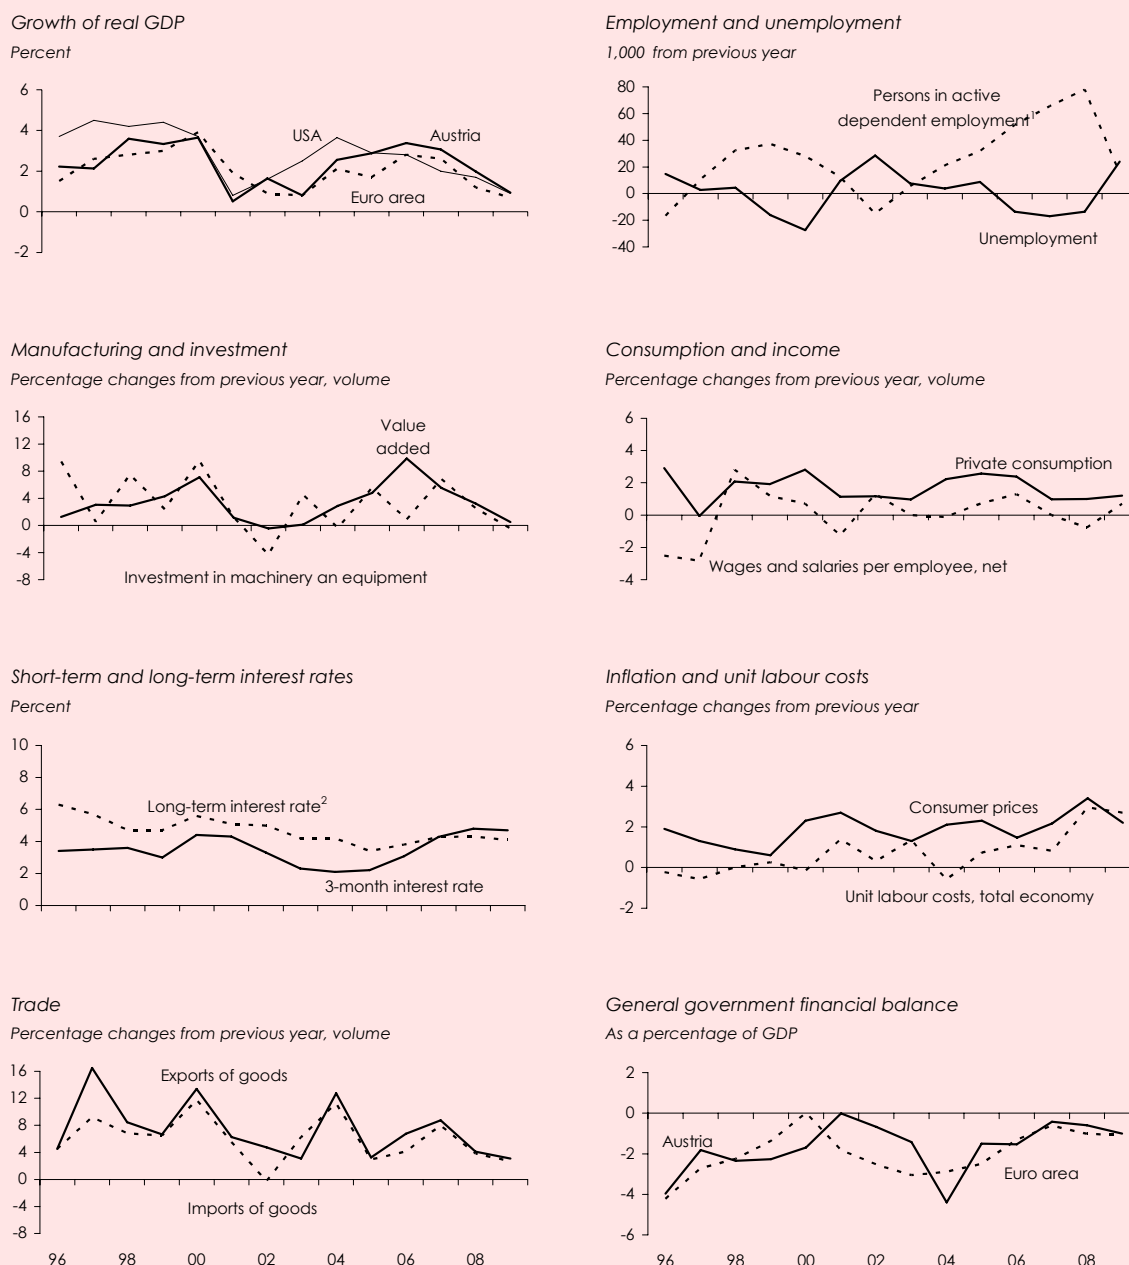 Growth of real GDP
Percent
6
4
2
0
-2
USA
Austria
Euro area
Employment and unemployment
1,000 from previous year
80
60
40
20
0
-20
-40
Persons in active
dependent employment¹
Unemployment
Manufacturing and investment
Percentage changes from previous year, volume
16
12
8
4
0
-4
-8
Value
added
Investment in machinery an equipment
Consumption and income
Percentage changes from previous year, volume
6
4
2
0
-2
-4
Private consumption
Wages and salaries per employee, net
Short-term and long-term interest rates
Percent
10
8
6
4
2
0
Long-term interest rate²
3-month interest rate
Inflation and unit labour costs
Percentage changes from previous year
6
4
2
0
-2
Consumer prices
Unit labour costs, total economy
Trade
Percentage changes from previous year, volume
16
12
8
4
0
-4
-8
Exports of goods
Imports of goods
96 98 00 02 04 06 08
General government financial balance
As a percentage of GDP
2
0
-2
-4
-6
Austria
Euro area
96 98 00 02 04 06 08